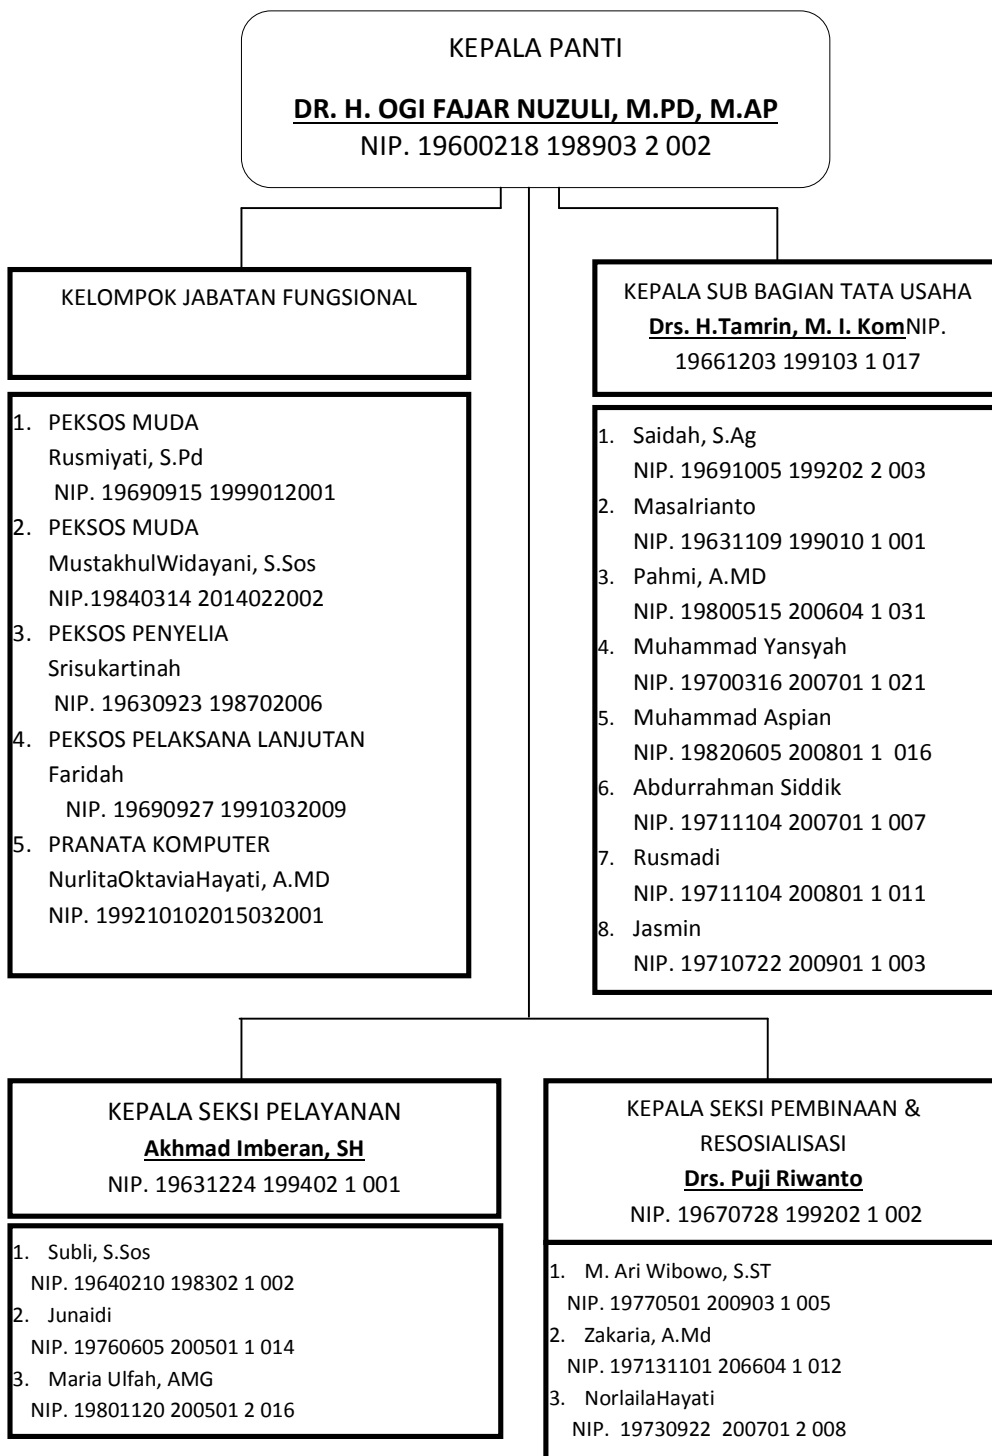 KEPALA PANTI
DR. H. OGI FAJAR NUZULI, M.PD, M.AP
NIP. 19600218 198903 2 002
KELOMPOK JABATAN FUNGSIONAL
KEPALA SUB BAGIAN TATA USAHA
Drs. H.Tamrin, M. I. KomNIP.
19661203 199103 1 017
1. PEKSOS MUDA
Rusmiyati, S.Pd
NIP. 19690915 1999012001
2. PEKSOS MUDA
MustakhulWidayani, S.Sos
NIP.19840314 2014022002
3. PEKSOS PENYELIA
Srisukartinah
NIP. 19630923 198702006
4. PEKSOS PELAKSANA LANJUTAN
Faridah
NIP. 19690927 1991032009
5. PRANATA KOMPUTER
NurlitaOktaviaHayati, A.MD
NIP. 199210102015032001
1. Saidah, S.Ag
NIP. 19691005 199202 2 003
2. MasaIrianto
NIP. 19631109 199010 1 001
3. Pahmi, A.MD
NIP. 19800515 200604 1 031
4. Muhammad Yansyah
NIP. 19700316 200701 1 021
5. Muhammad Aspian
NIP. 19820605 200801 1 016
6. Abdurrahman Siddik
NIP. 19711104 200701 1 007
7. Rusmadi
NIP. 19711104 200801 1 011
8. Jasmin
NIP. 19710722 200901 1 003
KEPALA SEKSI PELAYANAN
Akhmad Imberan, SH
NIP. 19631224 199402 1 001
1. Subli, S.Sos
NIP. 19640210 198302 1 002
2. Junaidi
NIP. 19760605 200501 1 014
3. Maria Ulfah, AMG
NIP. 19801120 200501 2 016
KEPALA SEKSI PEMBINAAN &
RESOSIALISASI
Drs. Puji Riwanto
NIP. 19670728 199202 1 002
1. M. Ari Wibowo, S.ST
NIP. 19770501 200903 1 005
2. Zakaria, A.Md
NIP. 197131101 206604 1 012
3. NorlailaHayati
NIP. 19730922 200701 2 008